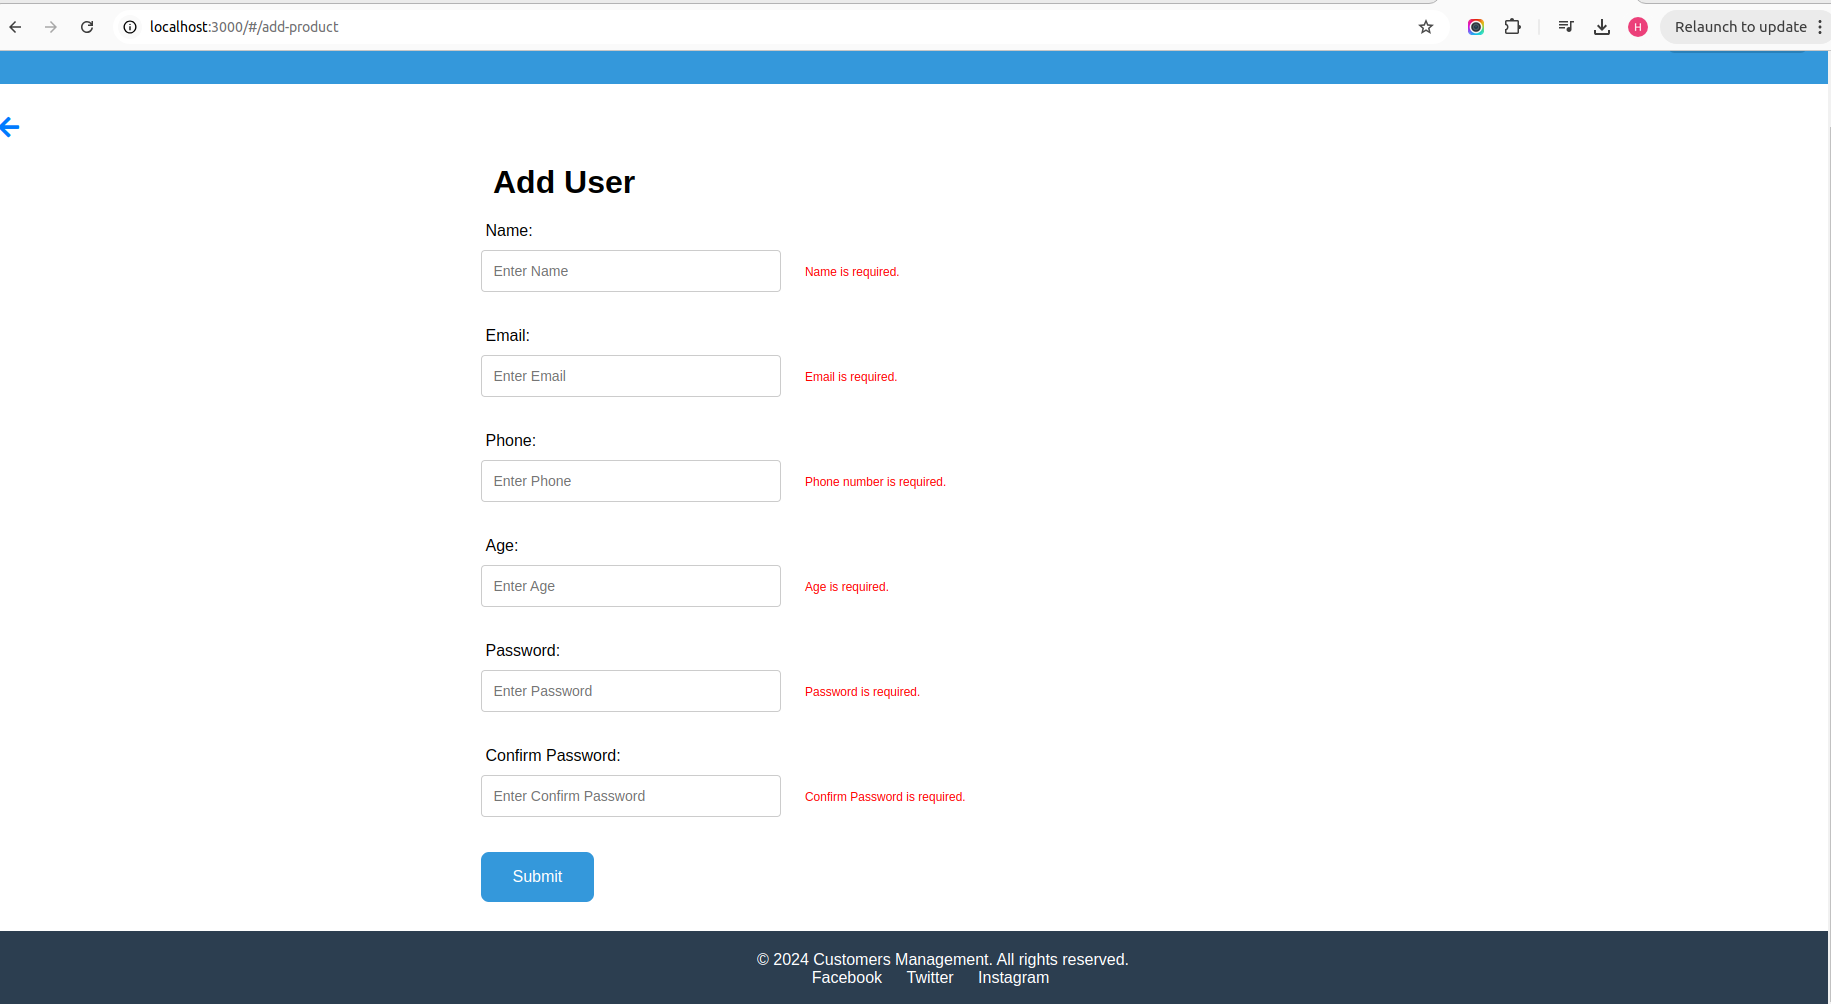 localhost:3000/#/add-product
H
Relaunch to update
Add User
Name:
Enter Name
Name is required.
Email:
Enter Email
Email is required.
Phone:
Enter Phone
Phone number is required.
Age:
Enter Age
Age is required.
Password:
Enter Password
Password is required.
Confirm Password:
Enter Confirm Password
Confirm Password is required.
Submit
© 2024 Customers Management. All rights reserved.
Facebook Twitter Instagram